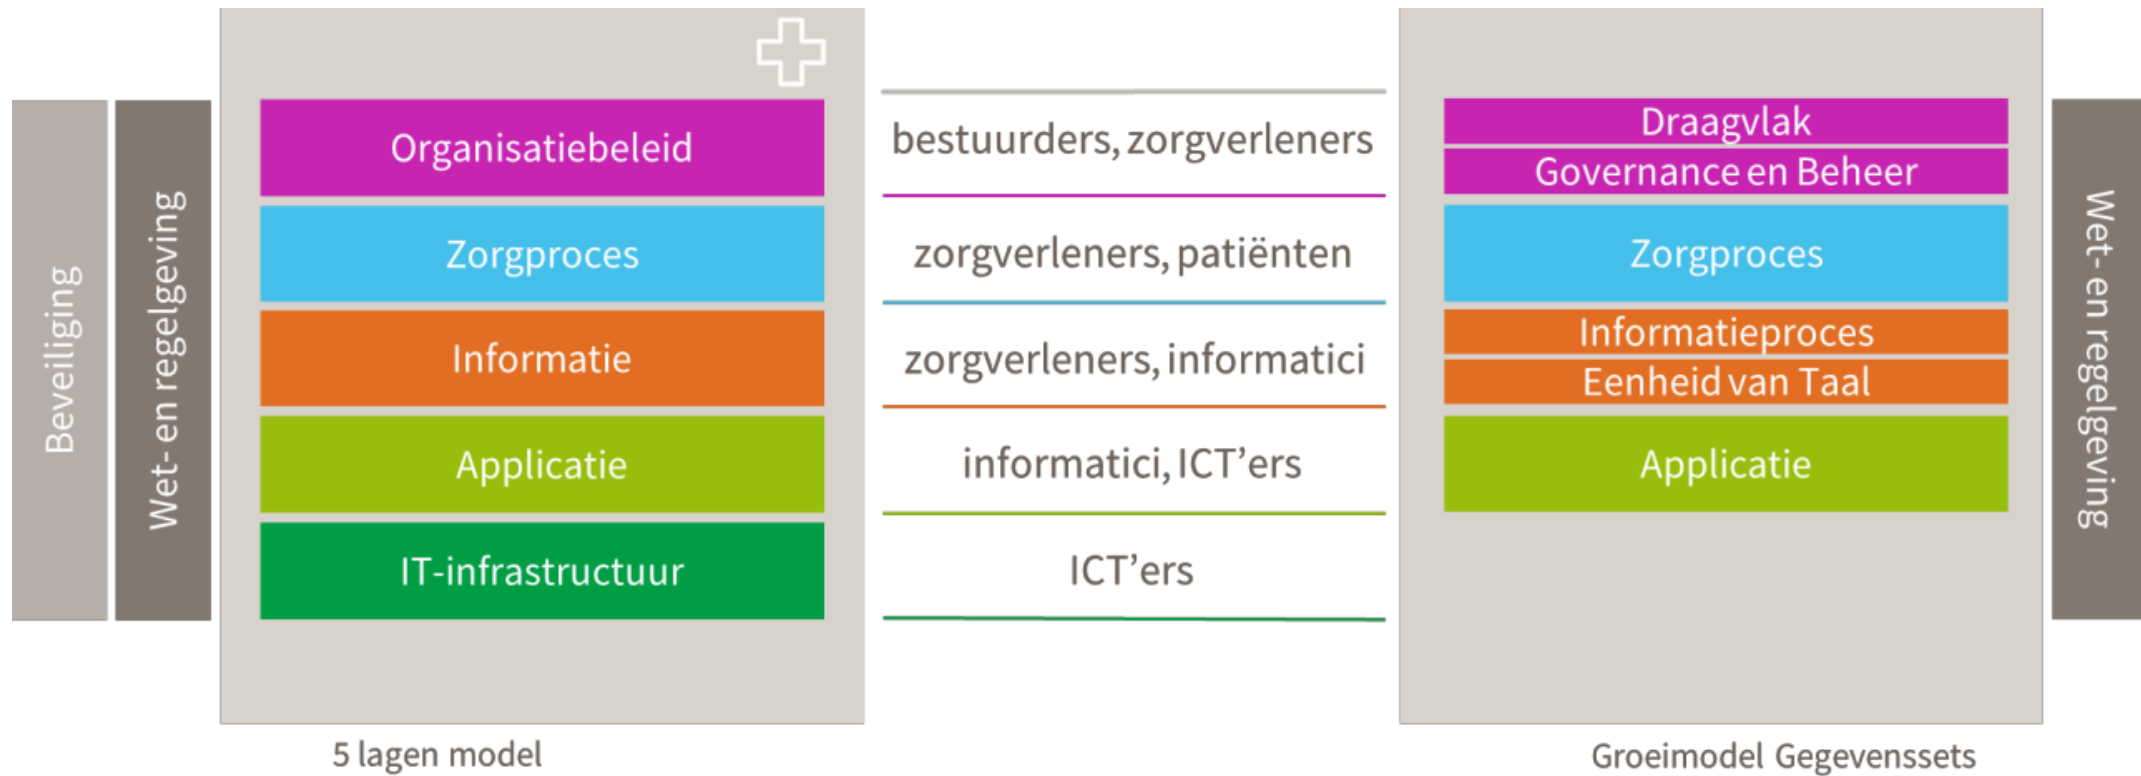 Beveiliging
Wet- en regelgeving
Organisatiebeleid
Zorgproces
Informatie
Applicatie
IT-infrastructuur
5 lagen model
bestuurders, zorgverleners
zorgverleners, patiënten
zorgverleners, informatici
informatici, ICT’ers
ICT’ers
Draagvlak
Governance en Beheer
Zorgproces
Informatieproces
Eenheid van Taal
Applicatie
Groeimodel Gegevenssets
Wet- en regelgeving